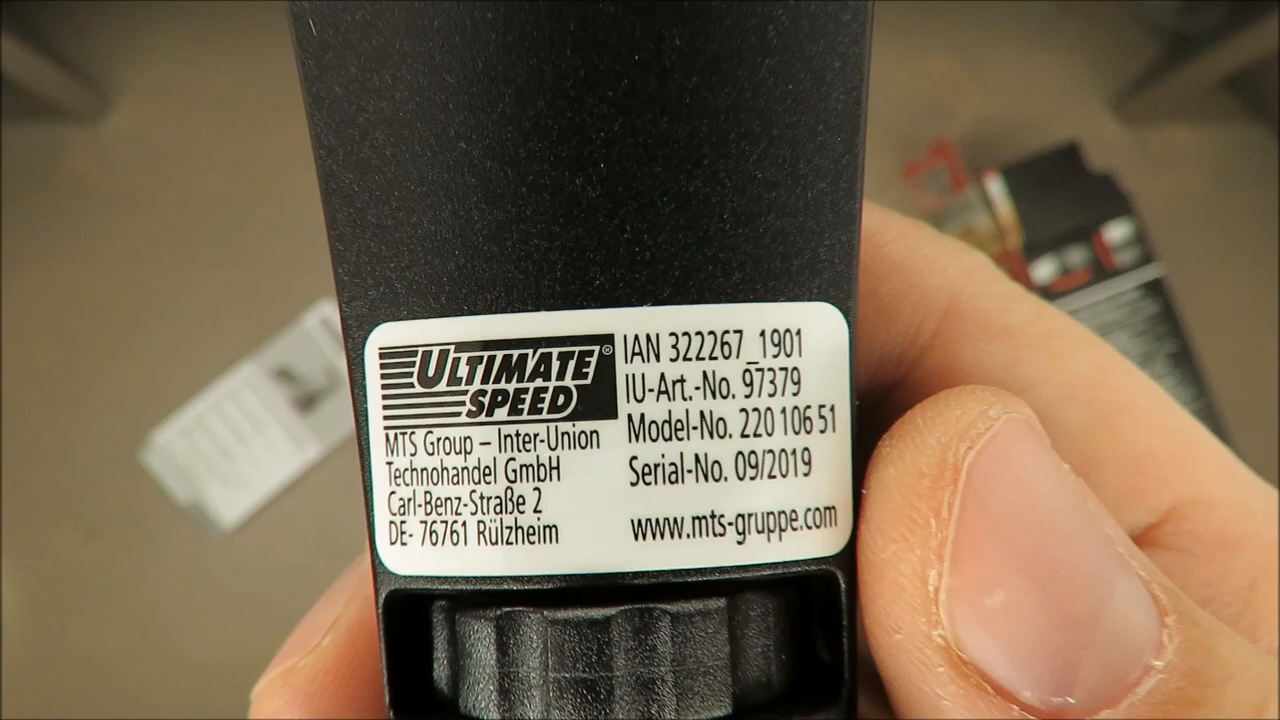 ULTIMATE SPEED®
MTS Group – Inter-Union
Technohandel GmbH
Carl-Benz-Straße 2
DE- 76761 Rülzheim
IAN 322267_1901
IU-Art.-No. 97379
Model-No. 220 106 51
Serial-No. 09/2019
www.mts-gruppe.com